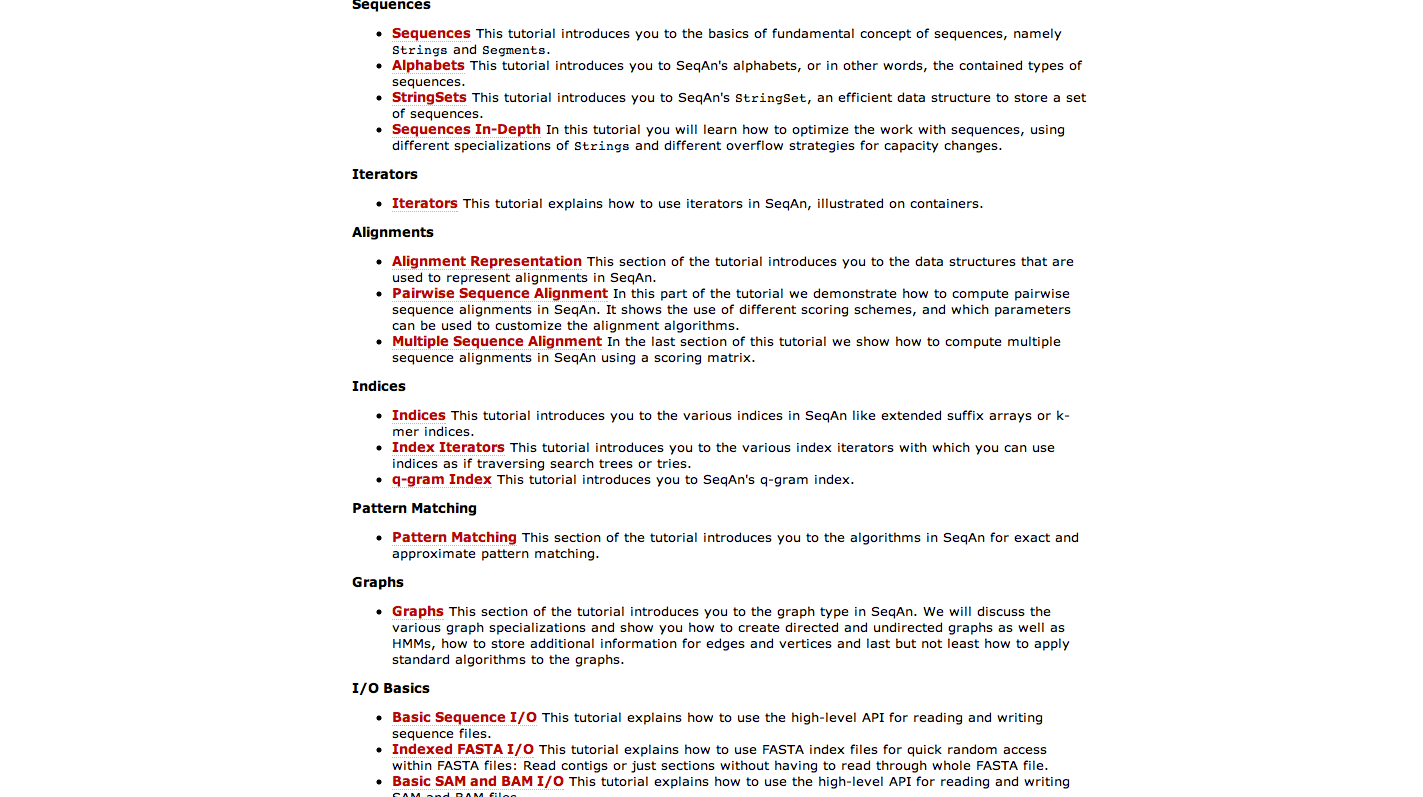 Sequences
Sequences This tutorial introduces you to the basics of fundamental concept of sequences, namely
Strings and Segments.
Alphabets This tutorial introduces you to SeqAn's alphabets, or in other words, the contained types of
sequences.
StringSets This tutorial introduces you to SeqAn's StringSet, an efficient data structure to store a set
of sequences.
Sequences In-Depth In this tutorial you will learn how to optimize the work with sequences, using
different specializations of Strings and different overflow strategies for capacity changes.
Iterators
Iterators This tutorial explains how to use iterators in SeqAn, illustrated on containers.
Alignments
Alignment Representation This section of the tutorial introduces you to the data structures that are
used to represent alignments in SeqAn.
Pairwise Sequence Alignment In this part of the tutorial we demonstrate how to compute pairwise
sequence alignments in SeqAn. It shows the use of different scoring schemes, and which parameters
can be used to customize the alignment algorithms.
Multiple Sequence Alignment In the last section of this tutorial we show how to compute multiple
sequence alignments in SeqAn using a scoring matrix.
Indices
Indices This tutorial introduces you to the various indices in SeqAn like extended suffix arrays or k-
mer indices.
Index Iterators This tutorial introduces you to the various index iterators with which you can use
indices as if traversing search trees or tries.
q-gram Index This tutorial introduces you to SeqAn's q-gram index.
Pattern Matching
Pattern Matching This section of the tutorial introduces you to the algorithms in SeqAn for exact and
approximate pattern matching.
Graphs
Graphs This section of the tutorial introduces you to the graph type in SeqAn. We will discuss the
various graph specializations and show you how to create directed and undirected graphs as well as
HMMs, how to store additional information for edges and vertices and last but not least how to apply
standard algorithms to the graphs.
I/O Basics
Basic Sequence I/O This tutorial explains how to use the high-level API for reading and writing
sequence files.
Indexed FASTA I/O This tutorial explains how to use FASTA index files for quick random access
within FASTA files: Read contigs or just sections without having to read through whole FASTA file.
Basic SAM and BAM I/O This tutorial explains how to use the high-level API for reading and writing
SAM and BAM files